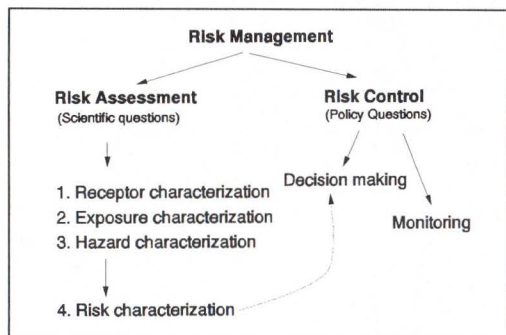 Risk Management
Risk Assessment
(Scientific questions)
Risk Control
(Policy Questions)
1. Receptor characterization
2. Exposure characterization
3. Hazard characterization
4. Risk characterization
Decision making
Monitoring